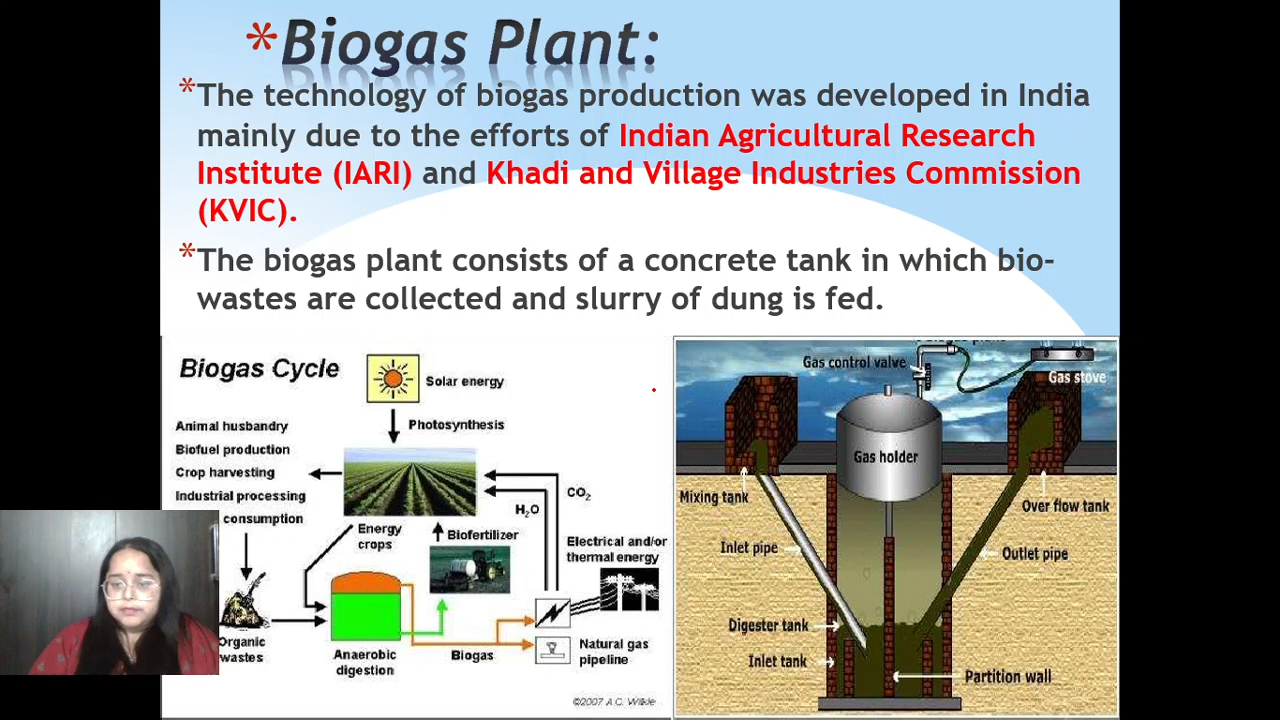 *Biogas Plant:
*The technology of biogas production was developed in India
mainly due to the efforts of Indian Agricultural Research
Institute (IARI) and Khadi and Village Industries Commission
(KVIC).
*The biogas plant consists of a concrete tank in which bio-
wastes are collected and slurry of dung is fed.
Biogas Cycle
Solar energy
Photosynthesis
Animal husbandry
Biofuel production
Crop harvesting
Industrial processing
consumption
CO2
H2O
Energy
crops
Biofertilizer
Electrical and/or
thermal energy
Organic
wastes
Anaerobic
digestion
Biogas
Natural gas
pipeline
©2007 A.C. Wilkie
Gas control valve
Gas stove
Gas holder
Mixing tank
Over flow tank
Inlet pipe
Outlet pipe
Digester tank
Inlet tank
Partition wall